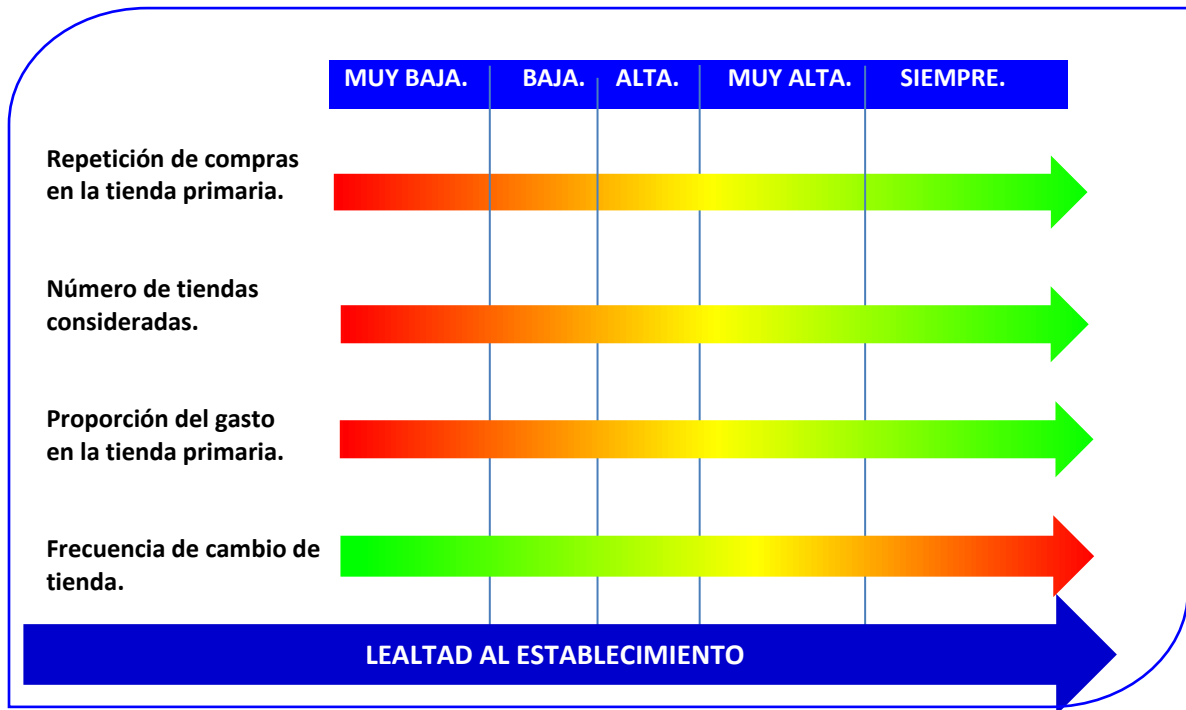 MUY BAJA. BAJA. ALTA. MUY ALTA. SIEMPRE.
Repetición de compras
en la tienda primaria.
Número de tiendas
consideradas.
Proporción del gasto
en la tienda primaria.
Frecuencia de cambio de
tienda.
LEALTAD AL ESTABLECIMIENTO